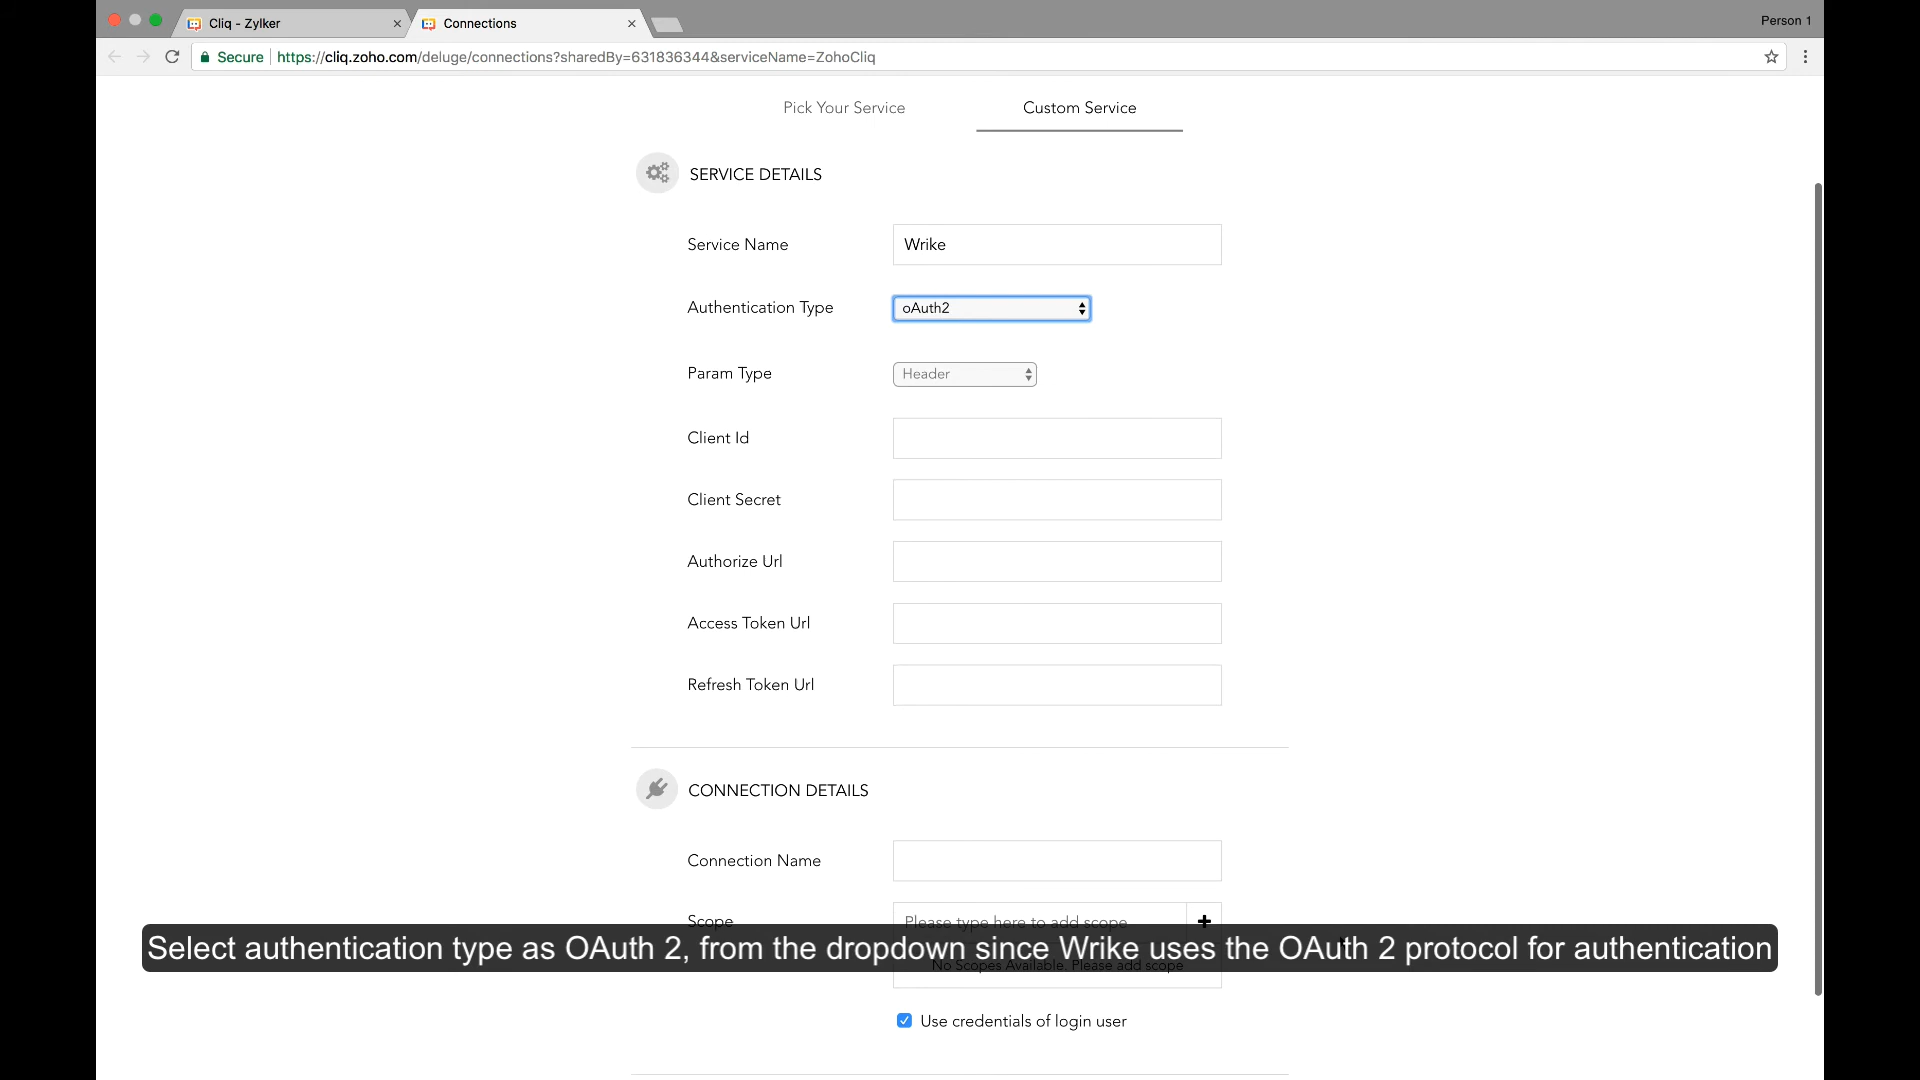 Cliq - Zylker
Connections
Person 1
Secure https://cliq.zoho.com/deluge/connections?sharedBy=631836344&serviceName=ZohoCliq
Pick Your Service
Custom Service
SERVICE DETAILS
Service Name
Wrike
Authentication Type
oAuth2
Param Type
Header
Client Id
Client Secret
Authorize Url
Access Token Url
Refresh Token Url
CONNECTION DETAILS
Connection Name
Scope
Please type here to add scope
Select authentication type as OAuth 2, from the dropdown since Wrike uses the OAuth 2 protocol for authentication
No Scopes Available. Please add scope
Use credentials of login user